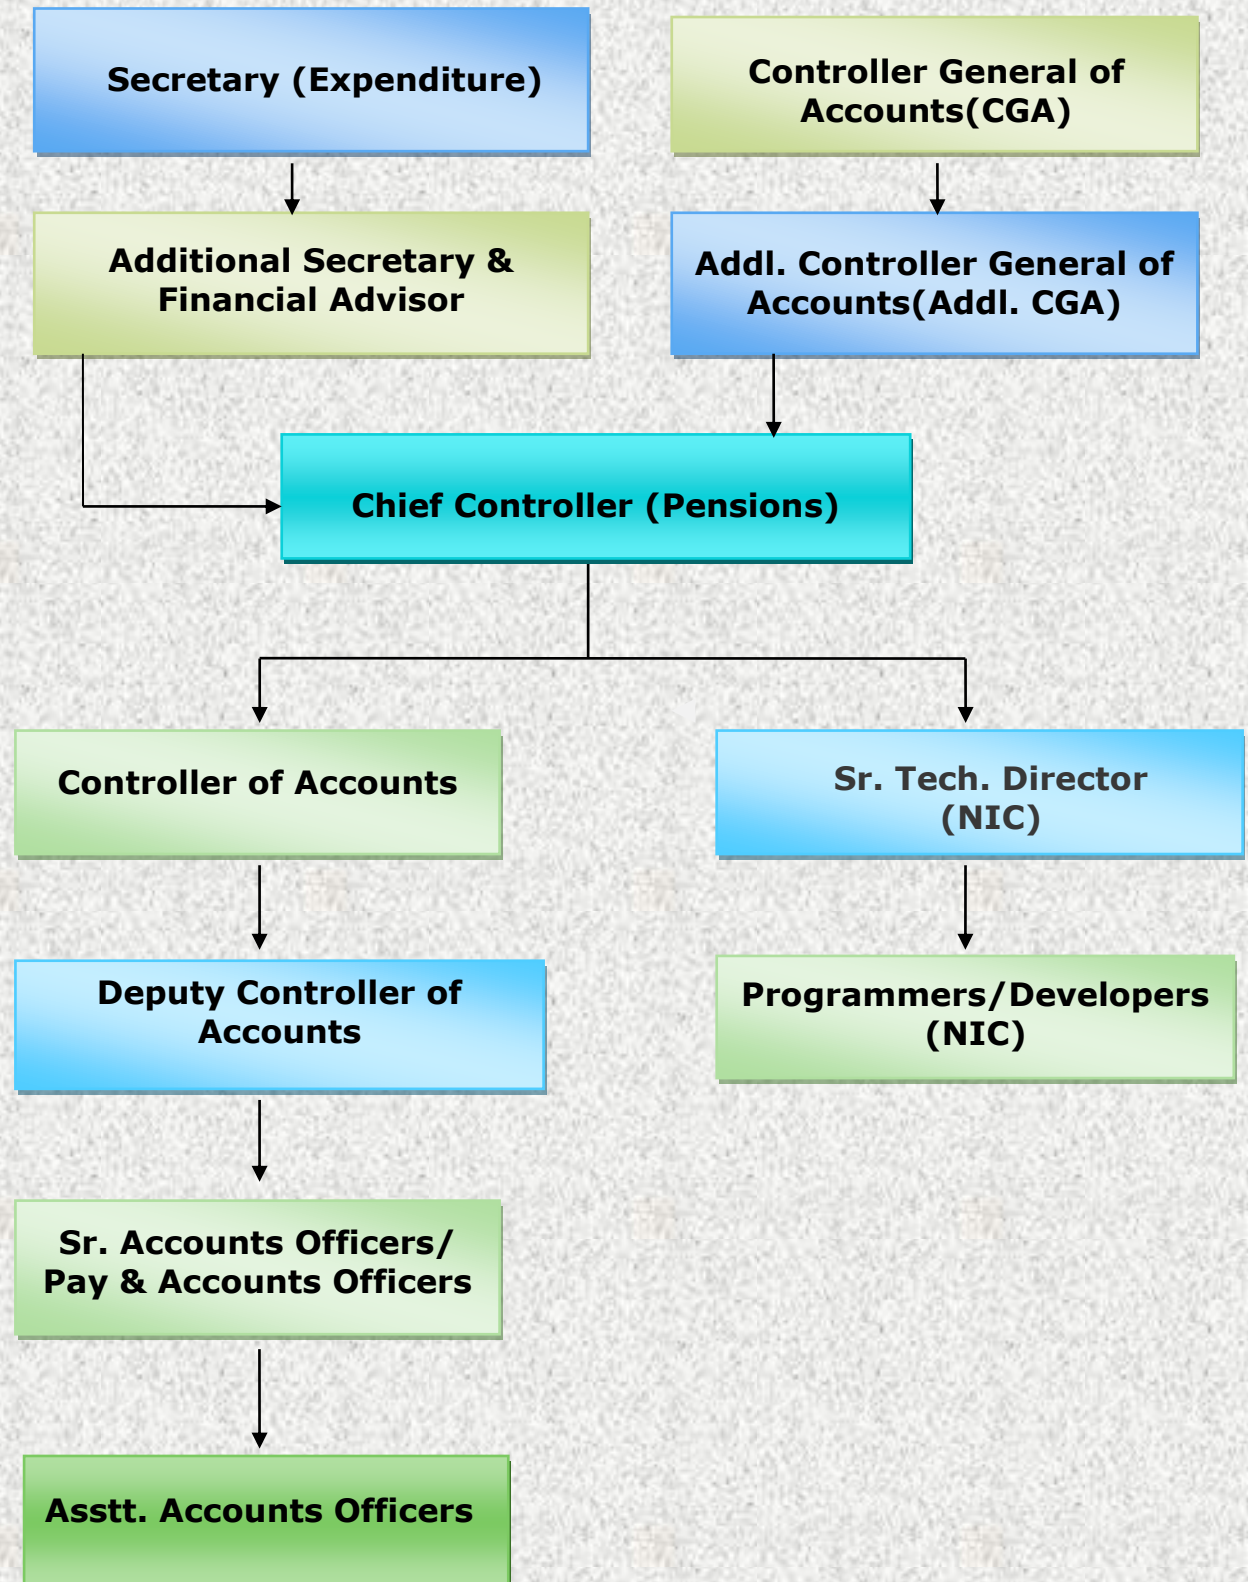 Secretary (Expenditure)
Controller General of
Accounts(CGA)
Additional Secretary &
Financial Advisor
Addl. Controller General of
Accounts(Addl. CGA)
Chief Controller (Pensions)
Controller of Accounts
Sr. Tech. Director
(NIC)
Deputy Controller of
Accounts
Programmers/Developers
(NIC)
Sr. Accounts Officers/
Pay & Accounts Officers
Asstt. Accounts Officers